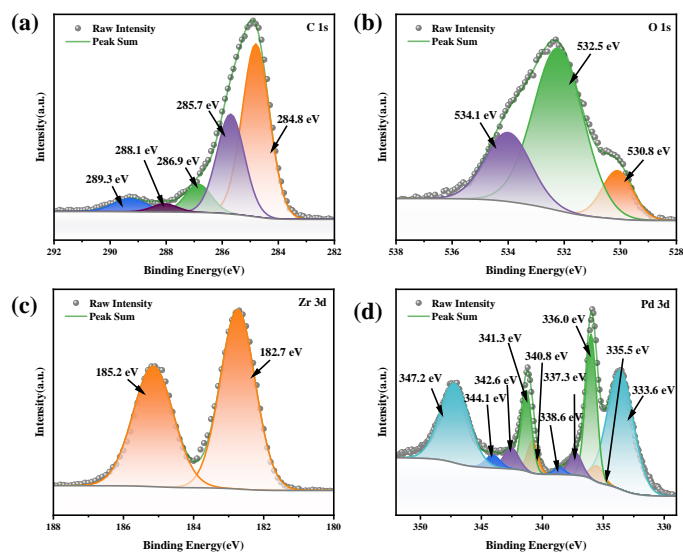 (a)
Raw Intensity
Peak Sum
C 1s
285.7 eV
284.8 eV
286.9 eV
288.1 eV
289.3 eV
Intensity(a.u.)
292 290 288 286 284 282
Binding Energy(eV)
(b)
Raw Intensity
Peak Sum
O 1s
532.5 eV
534.1 eV
530.8 eV
Intensity(a.u.)
538 536 534 532 530 528
Binding Energy(eV)
(c)
Raw Intensity
Peak Sum
Zr 3d
182.7 eV
185.2 eV
Intensity(a.u.)
188 186 184 182 180
Binding Energy(eV)
(d)
Raw Intensity
Peak Sum
Pd 3d
336.0 eV
341.3 eV
340.8 eV
335.5 eV
347.2 eV
342.6 eV
337.3 eV
333.6 eV
344.1 eV
338.6 eV
Intensity(a.u.)
350 345 340 335 330
Binding Energy(eV)